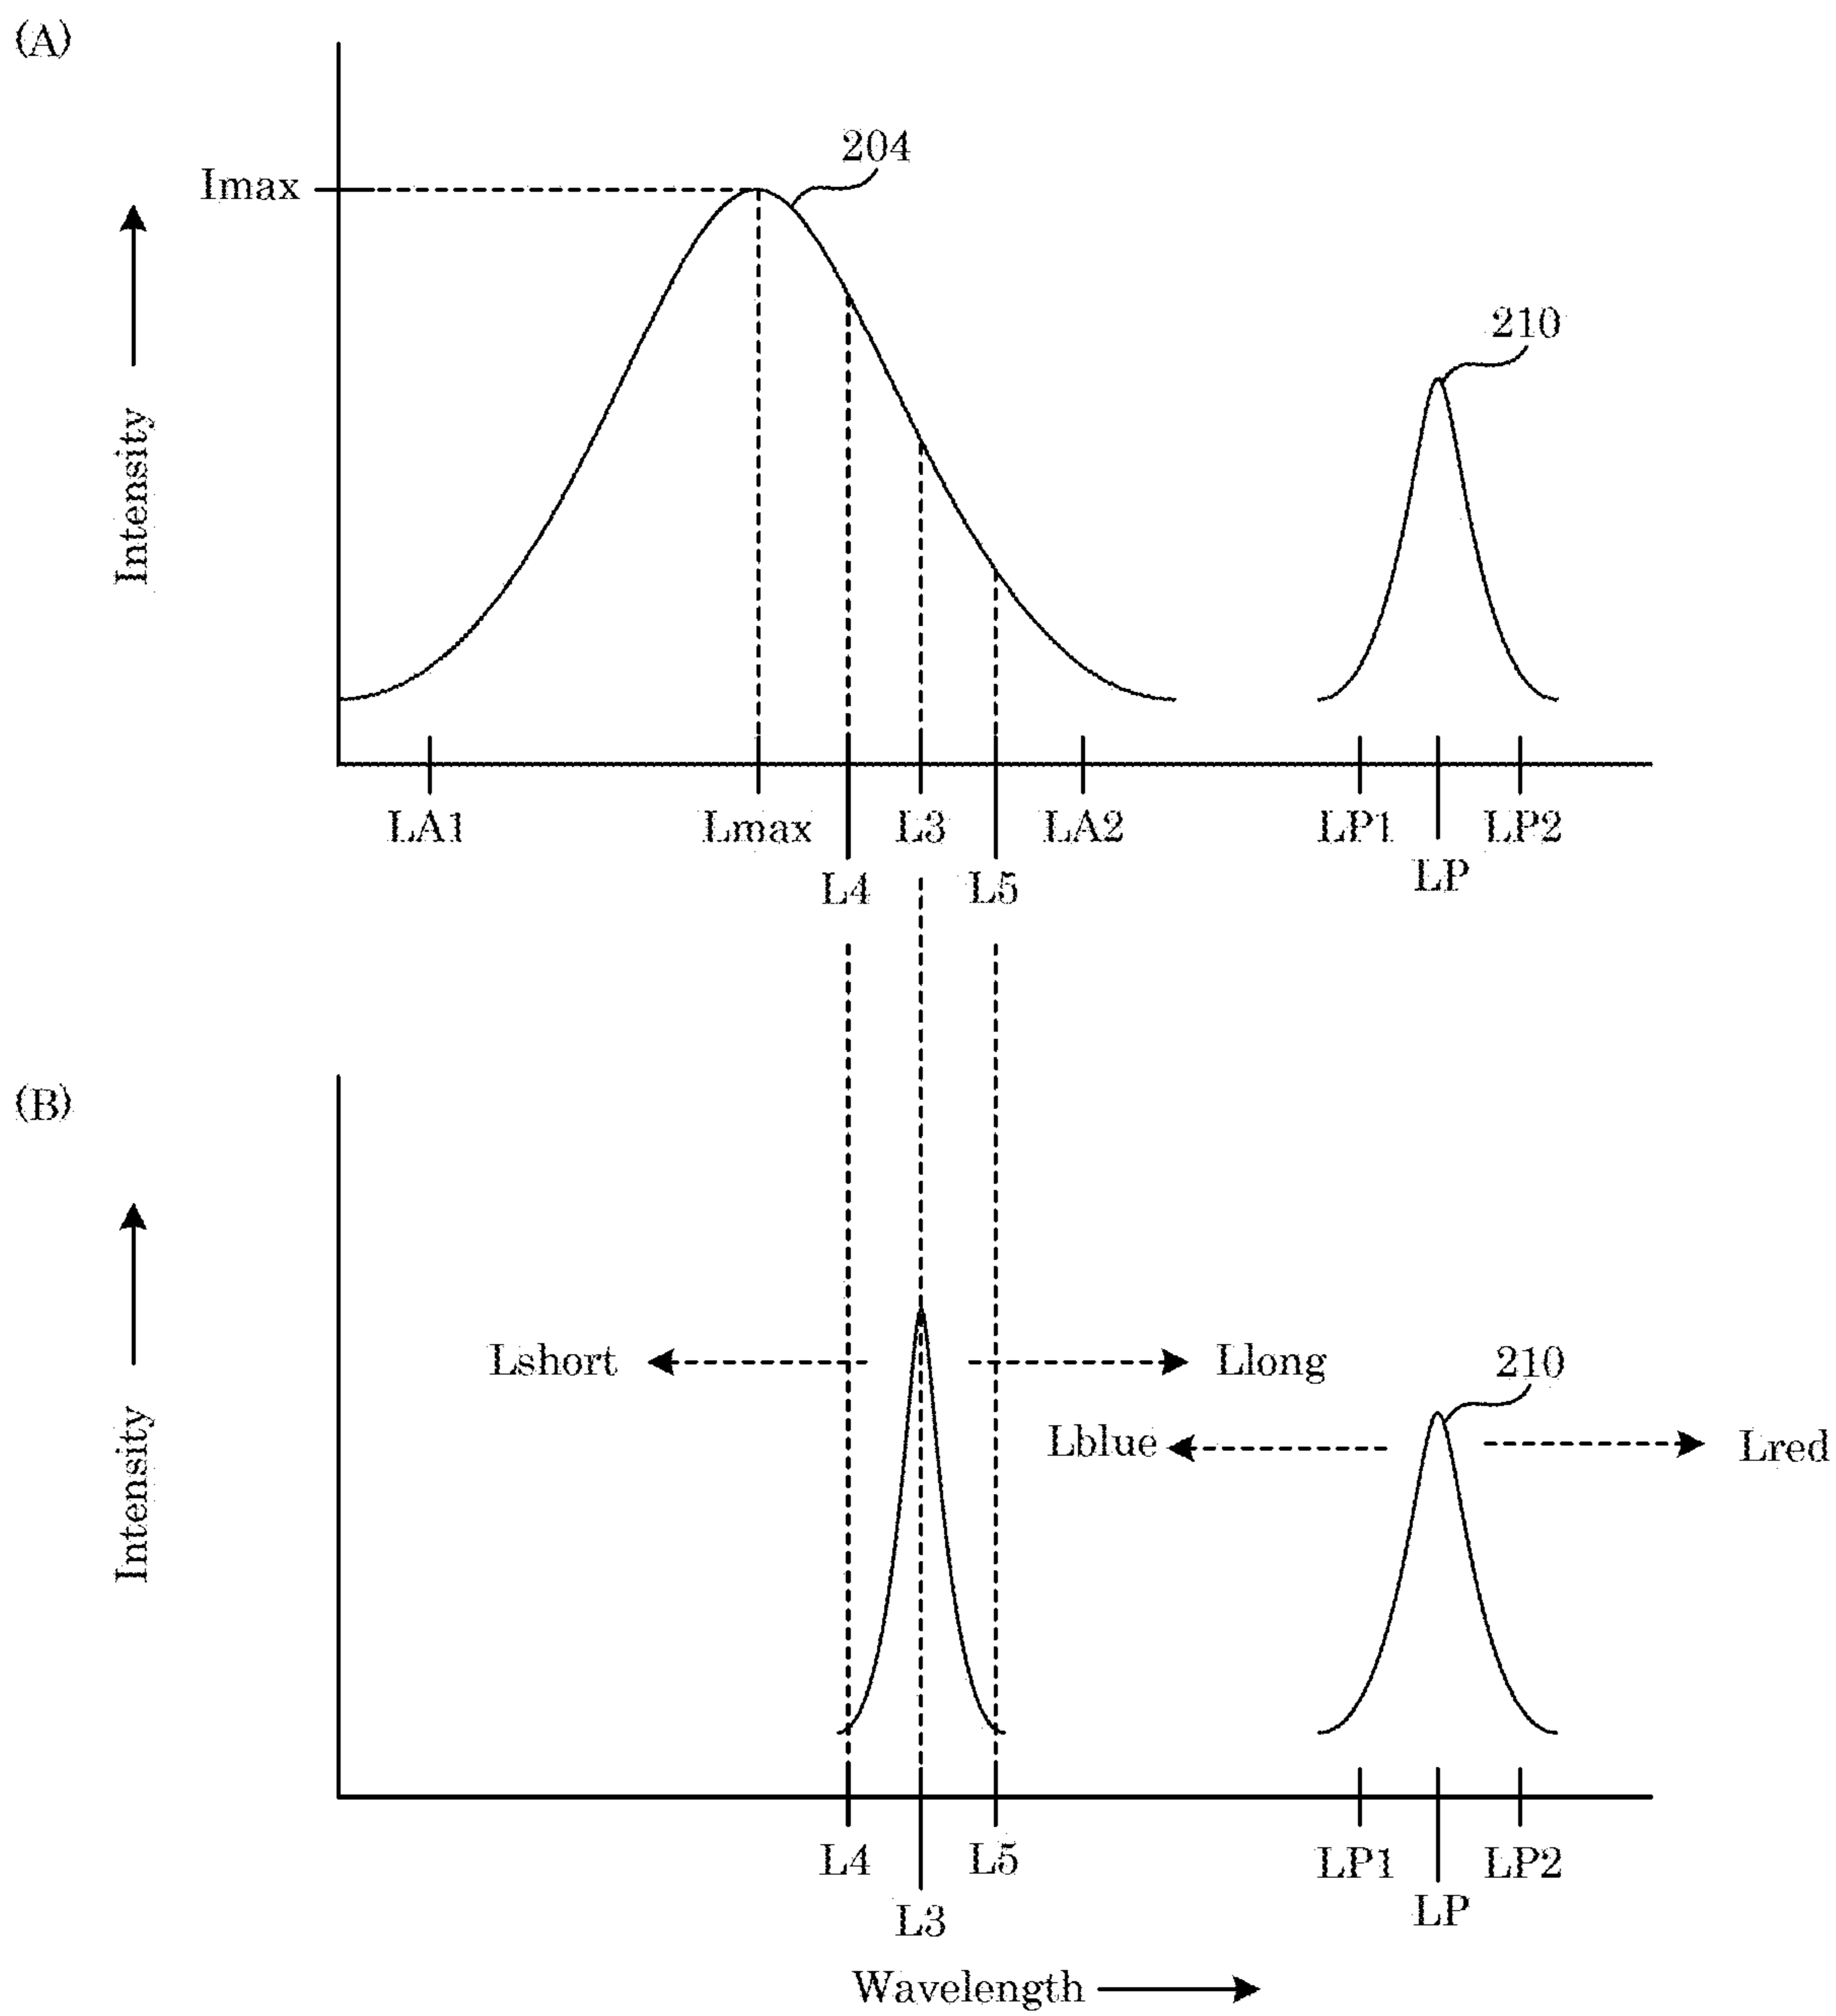 (A)
204
Imax
210
Intensity
LA1 Lmax L3 LA2 LP1 LP2
L4 L5 LP
(B)
Lshort Llong 210
Lblue Lred
Intensity
L4 L5 LP1 LP2
L3 LP
Wavelength